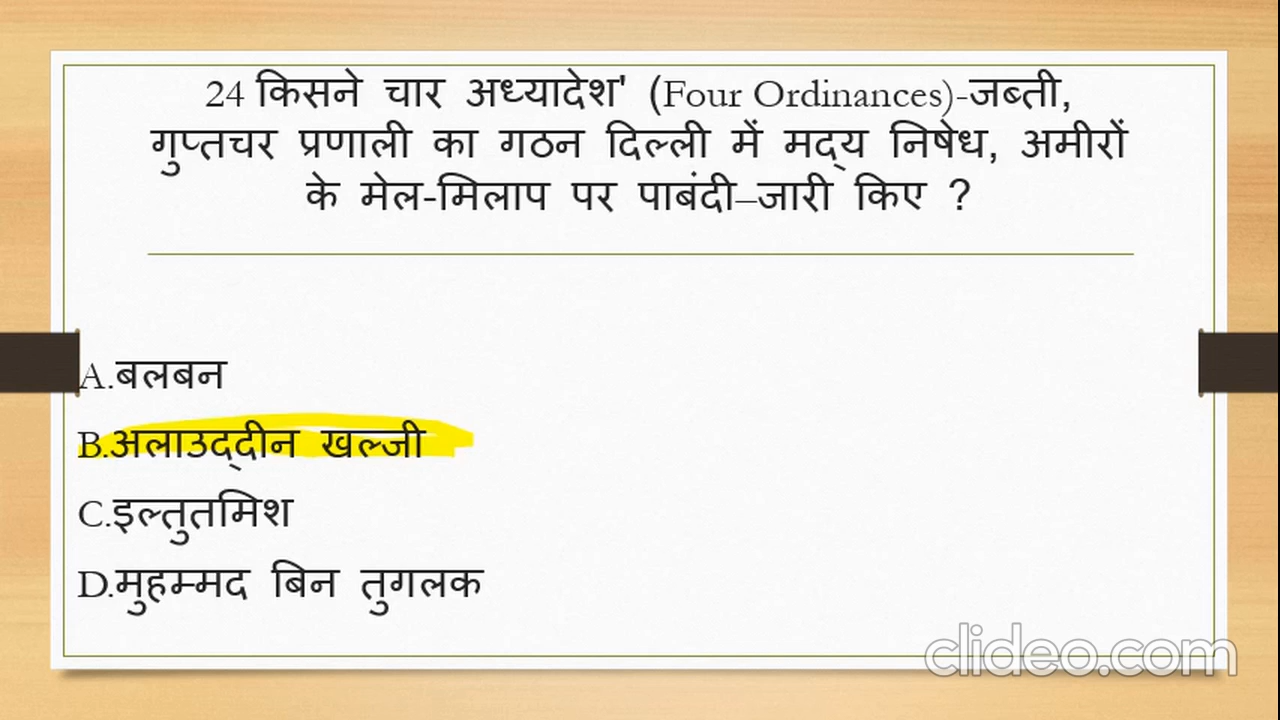 24 किसने चार अध्यादेश' (Four Ordinances)-जब्ती,
गुप्तचर प्रणाली का गठन दिल्ली में मद्य निषेध, अमीरों
के मेल-मिलाप पर पाबंदी–जारी किए ?
A.बलबन
B.अलाउद्दीन खल्जी
C.इल्तुतमिश
D.मुहम्मद बिन तुगलक
clideo.com